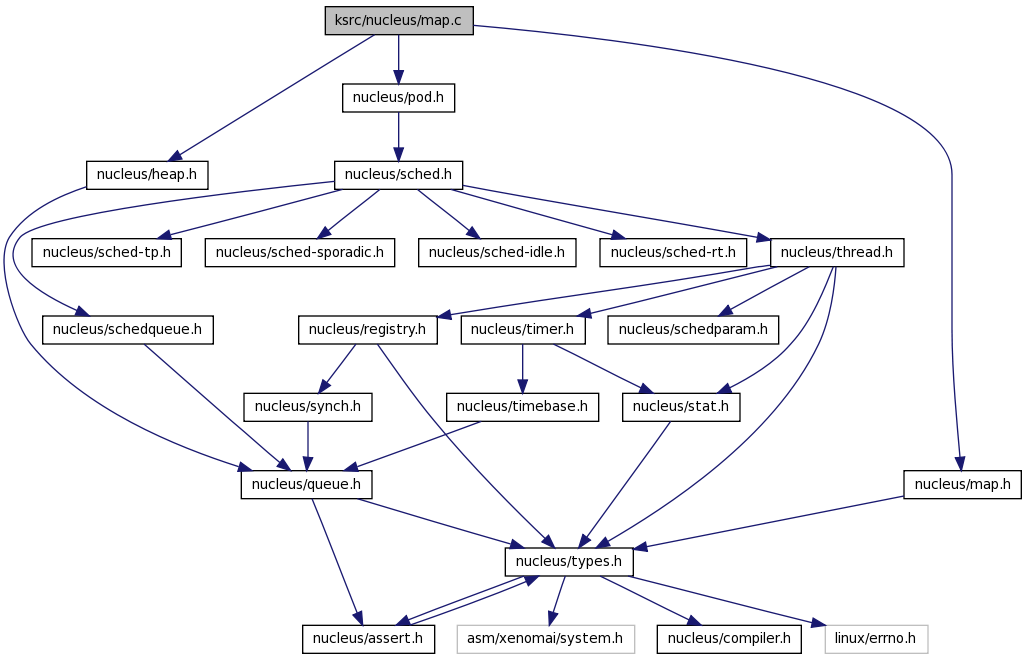 ksrc/nucleus/map.c
nucleus/pod.h
nucleus/heap.h
nucleus/sched.h
nucleus/sched-tp.h
nucleus/sched-sporadic.h
nucleus/sched-idle.h
nucleus/sched-rt.h
nucleus/thread.h
nucleus/schedqueue.h
nucleus/registry.h
nucleus/timer.h
nucleus/schedparam.h
nucleus/synch.h
nucleus/timebase.h
nucleus/stat.h
nucleus/queue.h
nucleus/map.h
nucleus/types.h
nucleus/assert.h
asm/xenomai/system.h
nucleus/compiler.h
linux/errno.h